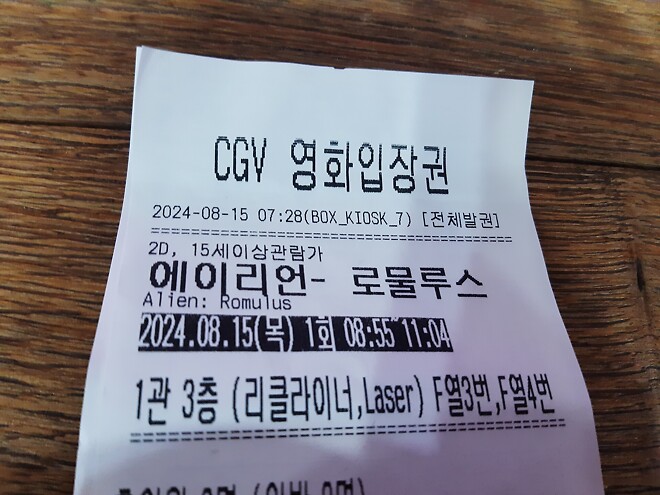 CGV 영화입장권
2024-08-15 07:28(BOX_KIOSK_7) [전체발권]
2D, 15세이상관람가
에이리언- 로물루스
Alien: Romulus
2024.08.15(목) 1회 08:55~11:04
1관 3층 (리클라이너,Laser) F열3번,F열4번